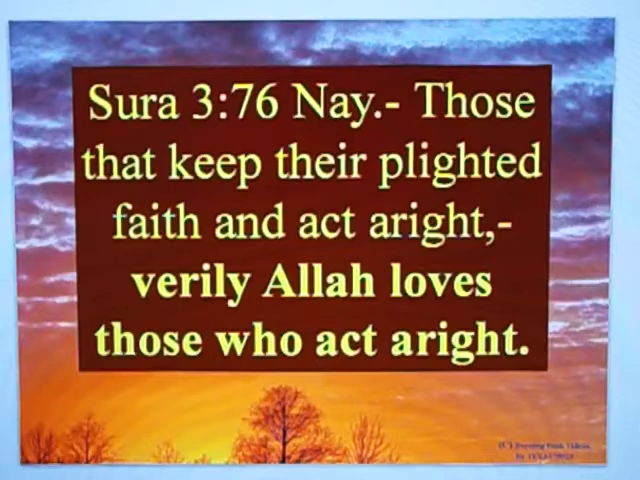 Sura 3:76 Nay.- Those
that keep their plighted
faith and act aright,-
verily Allah loves
those who act aright.